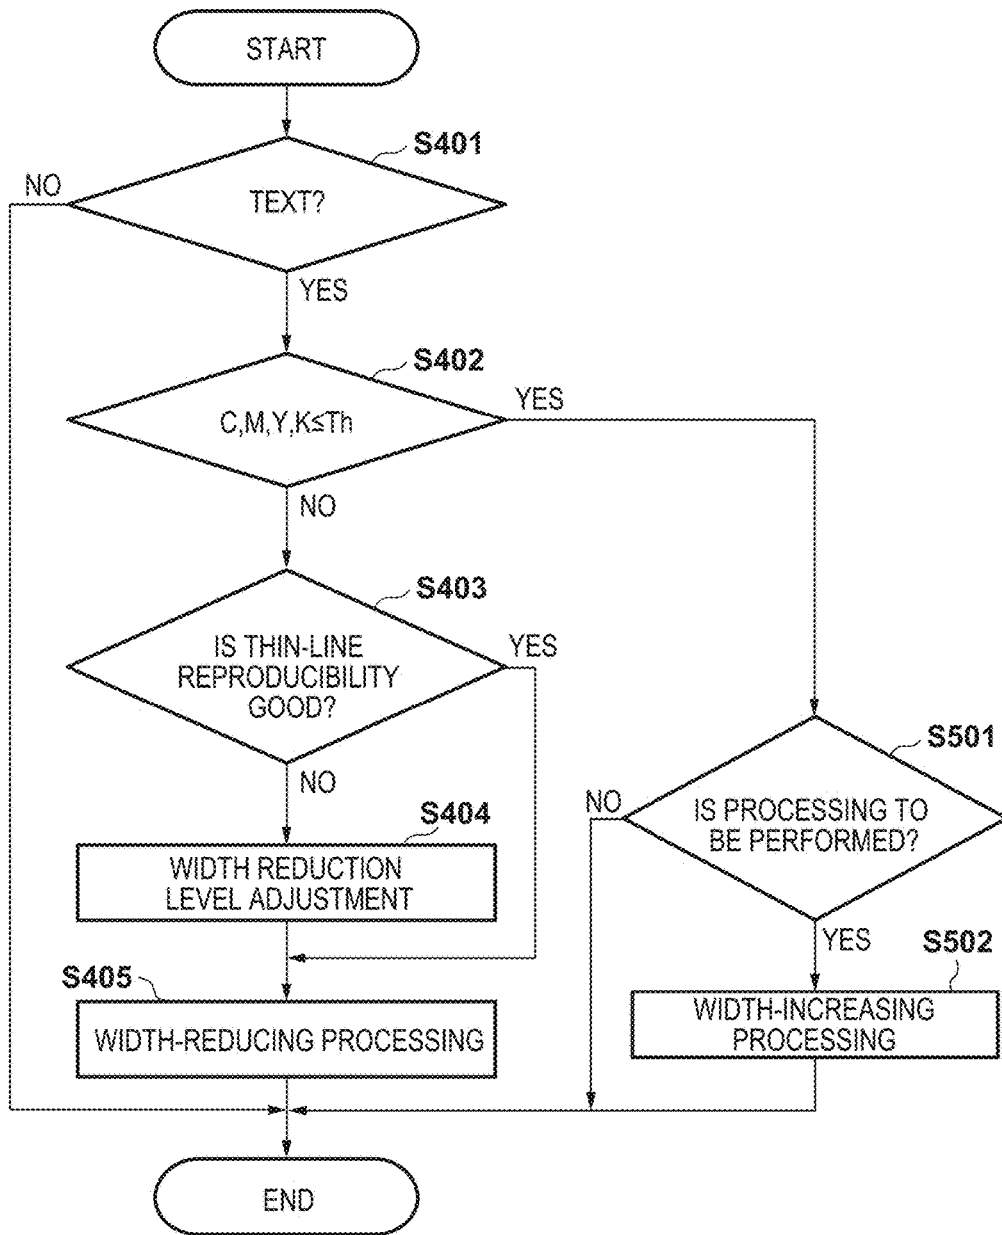 START
S401
NO
TEXT?
YES
S402
YES
C,M,Y,K≤Th
NO
S403
IS THIN-LINE
REPRODUCIBILITY
GOOD?
YES
NO
S501
NO
IS PROCESSING TO
BE PERFORMED?
YES
S404
WIDTH REDUCTION
LEVEL ADJUSTMENT
S502
WIDTH-INCREASING
PROCESSING
S405
WIDTH-REDUCING PROCESSING
END